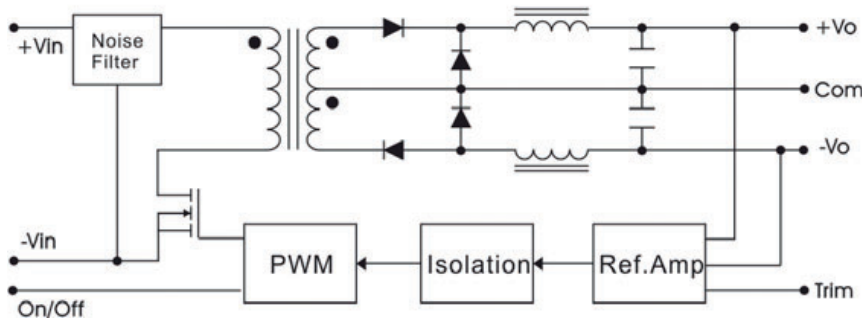 +Vin
Noise
Filter
+Vo
Com
-Vo
-Vin
PWM
Isolation
Ref.Amp
Trim
On/Off